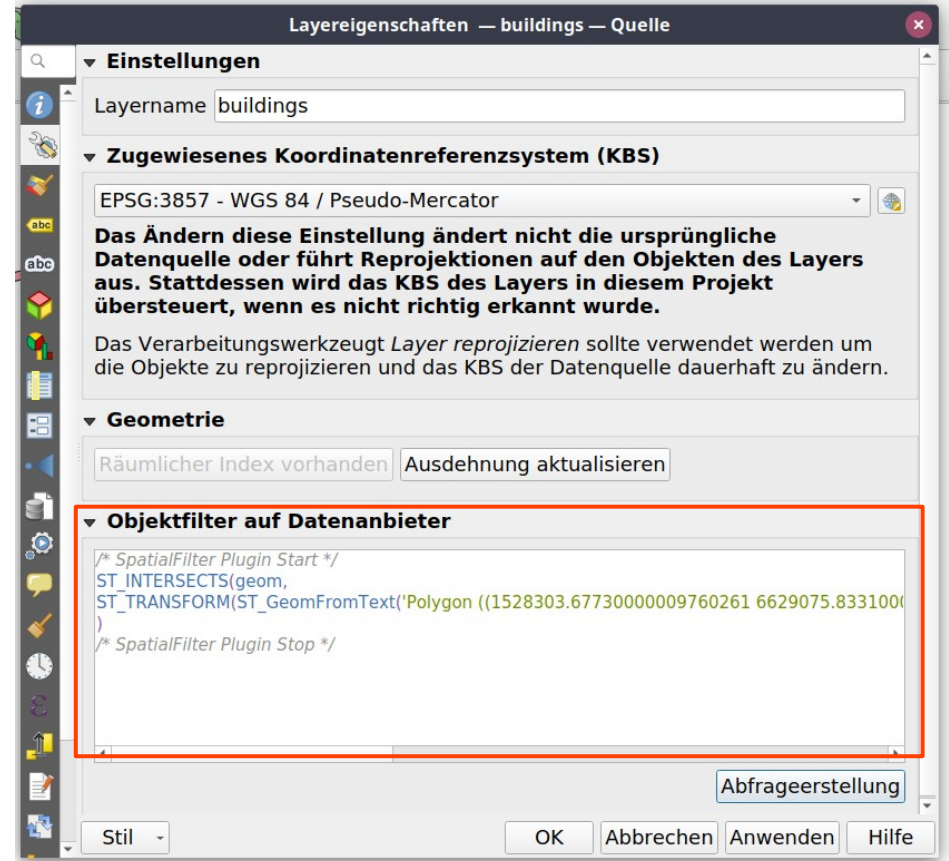 Layereigenschaften — buildings — Quelle
Einstellungen
Layername buildings
Zugewiesenes Koordinatenreferenzsystem (KBS)
EPSG:3857 - WGS 84 / Pseudo-Mercator
Das Ändern diese Einstellung ändert nicht die ursprüngliche
Datenquelle oder führt Reprojektionen auf den Objekten des Layers
aus. Stattdessen wird das KBS des Layers in diesem Projekt
übersteuert, wenn es nicht richtig erkannt wurde.
Das Verarbeitungswerkzeugt Layer reprojizieren sollte verwendet werden um
die Objekte zu reprojizieren und das KBS der Datenquelle dauerhaft zu ändern.
Geometrie
Räumlicher Index vorhanden Ausdehnung aktualisieren
Objektfilter auf Datenanbieter
/* SpatialFilter Plugin Start */
ST_INTERSECTS(geom,
ST_TRANSFORM(ST_GeomFromText('Polygon ((1528303.67730000009760261 6629075.8331000
)
/* SpatialFilter Plugin Stop */
Abfrageerstellung
Stil OK Abbrechen Anwenden Hilfe
abc
abc